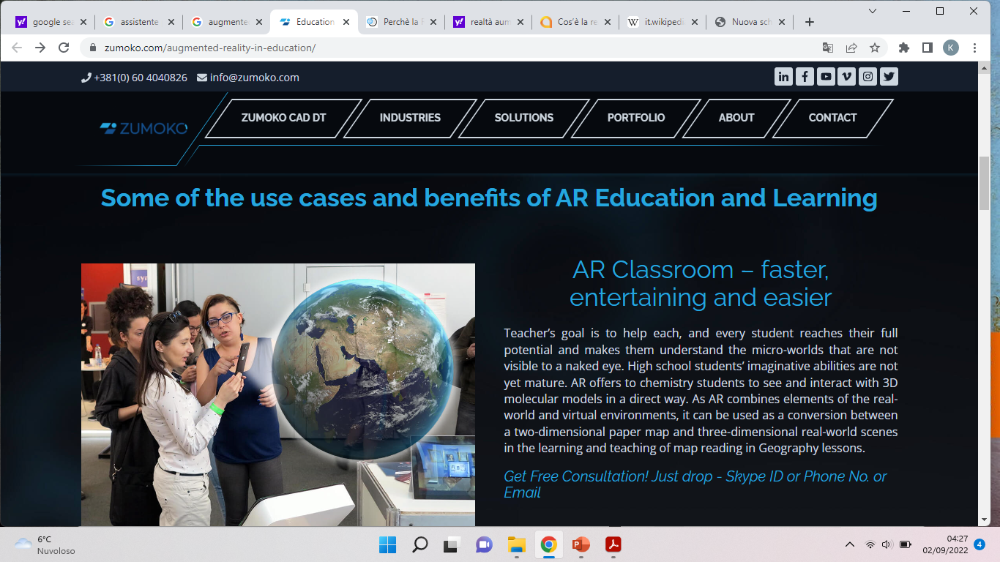 google sea
assistente
augmente
Education
Perchè la
realtà aum
Cos'è la re
it.wikiped
Nuova sch
zumoko.com/augmented-reality-in-education/
K
+381(0) 60 4040826 info@zumoko.com
ZUMOKO
ZUMOKO CAD DT
INDUSTRIES
SOLUTIONS
PORTFOLIO
ABOUT
CONTACT
Some of the use cases and benefits of AR Education and Learning
AR Classroom – faster,
entertaining and easier
Teacher's goal is to help each, and every student reaches their full
potential and makes them understand the micro-worlds that are not
visible to a naked eye. High school students' imaginative abilities are not
yet mature. AR offers to chemistry students to see and interact with 3D
molecular models in a direct way. As AR combines elements of the real-
world and virtual environments, it can be used as a conversion between
a two-dimensional paper map and three-dimensional real-world scenes
in the learning and teaching of map reading in Geography lessons.
Get Free Consultation! Just drop - Skype ID or Phone No. or
Email
6°C
Nuvoloso
04:27
02/09/2022
4